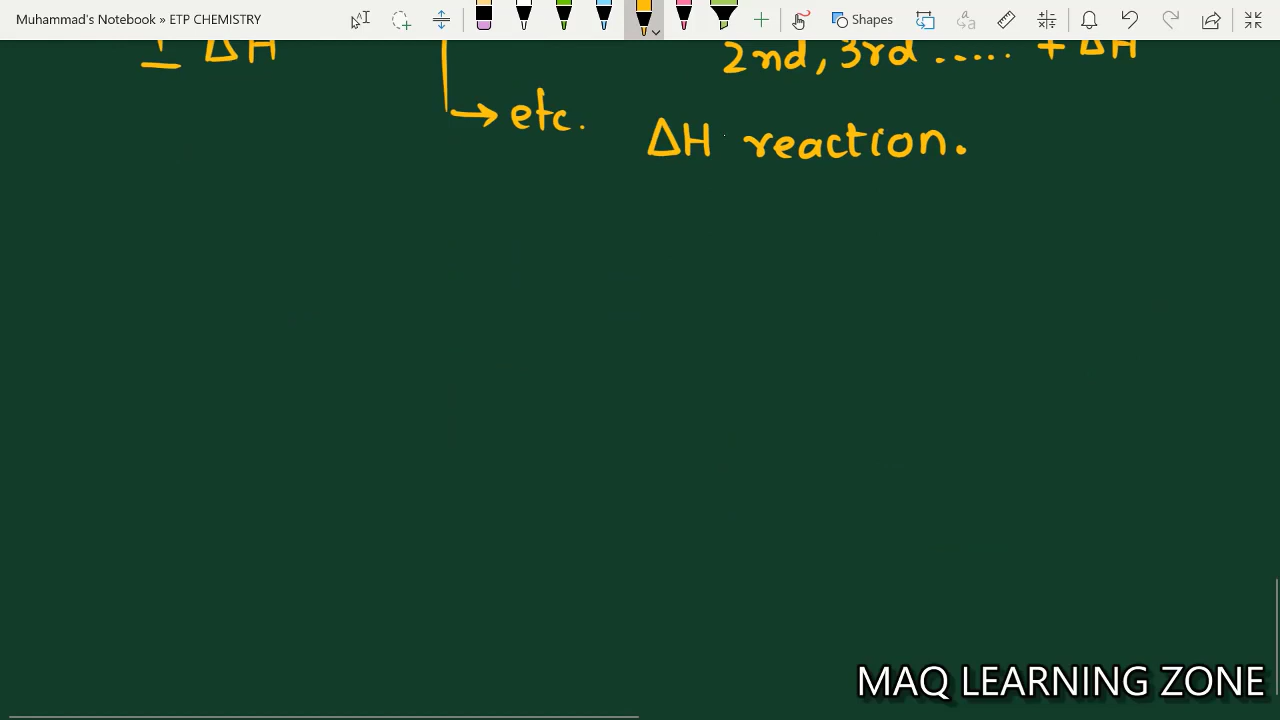 Muhammad's Notebook » ETP CHEMISTRY
Shapes
± ΔH
2nd, 3rd ..... + ΔH
etc.
ΔH reaction.
MAQ LEARNING ZONE